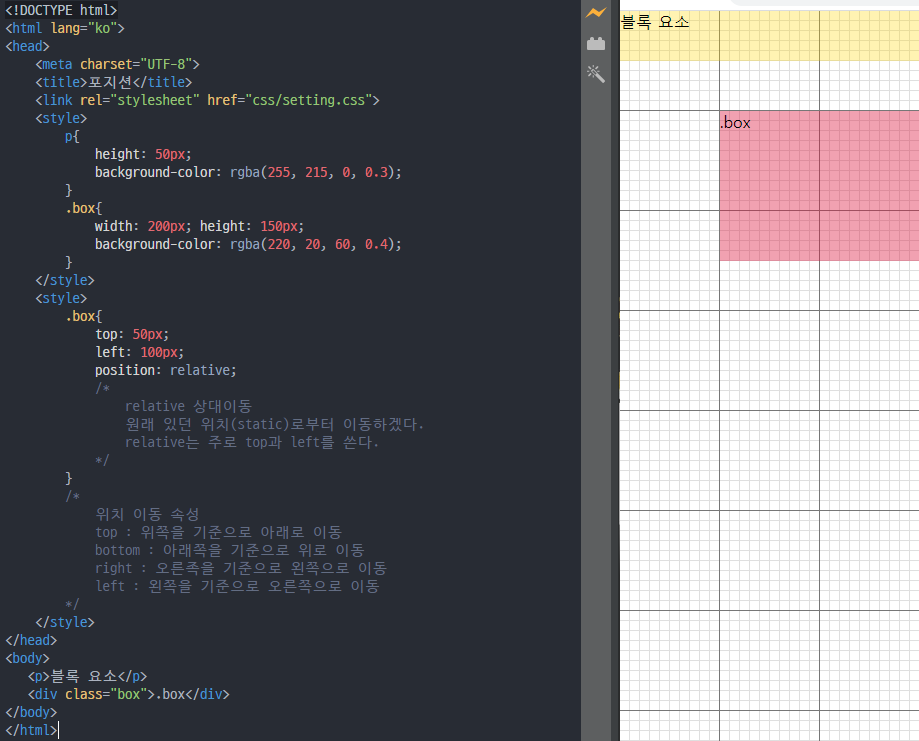 <!DOCTYPE html>
<html lang="ko">
<head>
    <meta charset="UTF-8">
    <title>포지션</title>
    <link rel="stylesheet" href="css/setting.css">
    <style>
        p{
            height: 50px;
            background-color: rgba(255, 215, 0, 0.3);
        }
        .box{
            width: 200px; height: 150px;
            background-color: rgba(220, 20, 60, 0.4);
        }
    </style>
    <style>
        .box{
            top: 50px;
            left: 100px;
            position: relative;
            /*
                relative 상대이동
                원래 있던 위치(static)로부터 이동하겠다.
                relative는 주로 top과 left를 쓴다.
            */
        }
        /*
            위치 이동 속성
            top : 위쪽을 기준으로 아래로 이동
            bottom : 아래쪽을 기준으로 위로 이동
            right : 오른족을 기준으로 왼쪽으로 이동
            left : 왼쪽을 기준으로 오른쪽으로 이동
        */
    </style>
</head>
<body>
   <p>블록 요소</p>
   <div class="box">.box</div>
</body>
</html>
블록 요소
.box